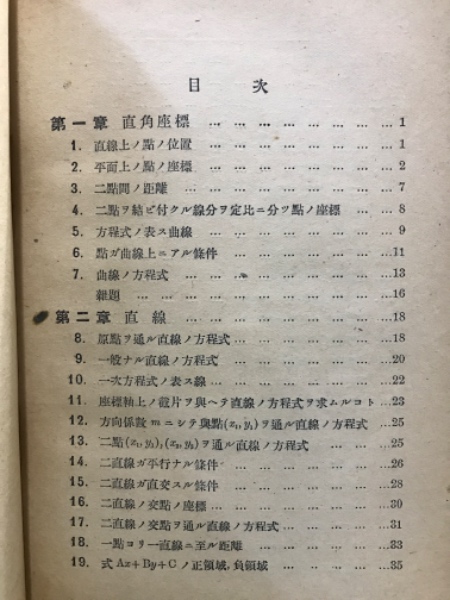 目次
第一章 直角座標 … … … … … … … … 1
1. 直線上ノ點ノ位置 … … … … … … … 1
2. 平面上ノ點ノ座標 … … … … … … … 2
3. 二點間ノ距離 … … … … … … … … 7
4. 二點ヲ結ビ付クル線分ヲ定比ニ分ツ點ノ座標 … … 8
5. 方程式ノ表ス曲線 … … … … … … … 9
6. 點ガ曲線上ニアル條件 … … … … … … 11
7. 曲線ノ方程式 … … … … … … … … 13
雜題 … … … … … … … … … 16
第二章 直線 … … … … … … … … … 18
8. 原點ヲ通ル直線ノ方程式 … … … … … … 18
9. 一般ナル直線ノ方程式 … … … … … … 20
10. 一次方程式ノ表ス線 … … … … … … … 22
11. 座標軸上ノ截片ヲ與ヘテ直線ノ方程式ヲ求ムルコト … 23
12. 方向係數 m ニシテ與點(x₁,y₁)ヲ通ル直線ノ方程式 … 25
13. 二點(x₁,y₁),(x₂,y₂)ヲ通ル直線ノ方程式 … … … 25
14. 二直線ガ平行ナル條件 … … … … … … 26
15. 二直線ガ直交スル條件 … … … … … … 28
16. 二直線ノ交點ノ座標 … … … … … … … 30
17. 二直線ノ交點ヲ通ル直線ノ方程式 … … … … … 31
18. 一點ヨリ一直線ニ至ル距離 … … … … … … 33
19. 式 Ax+By+C ノ正領域,負領域 … … … … … 35